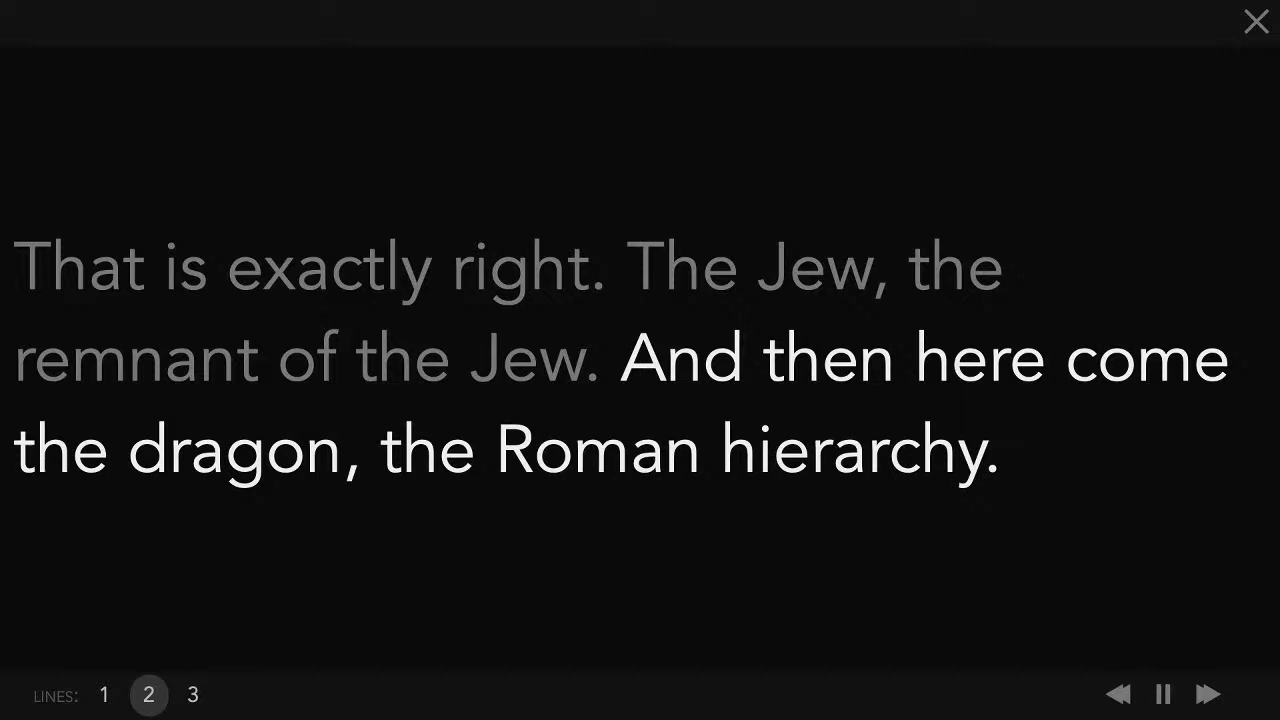 That is exactly right. The Jew, the
remnant of the Jew. And then here come
the dragon, the Roman hierarchy.
LINES: 1 2 3